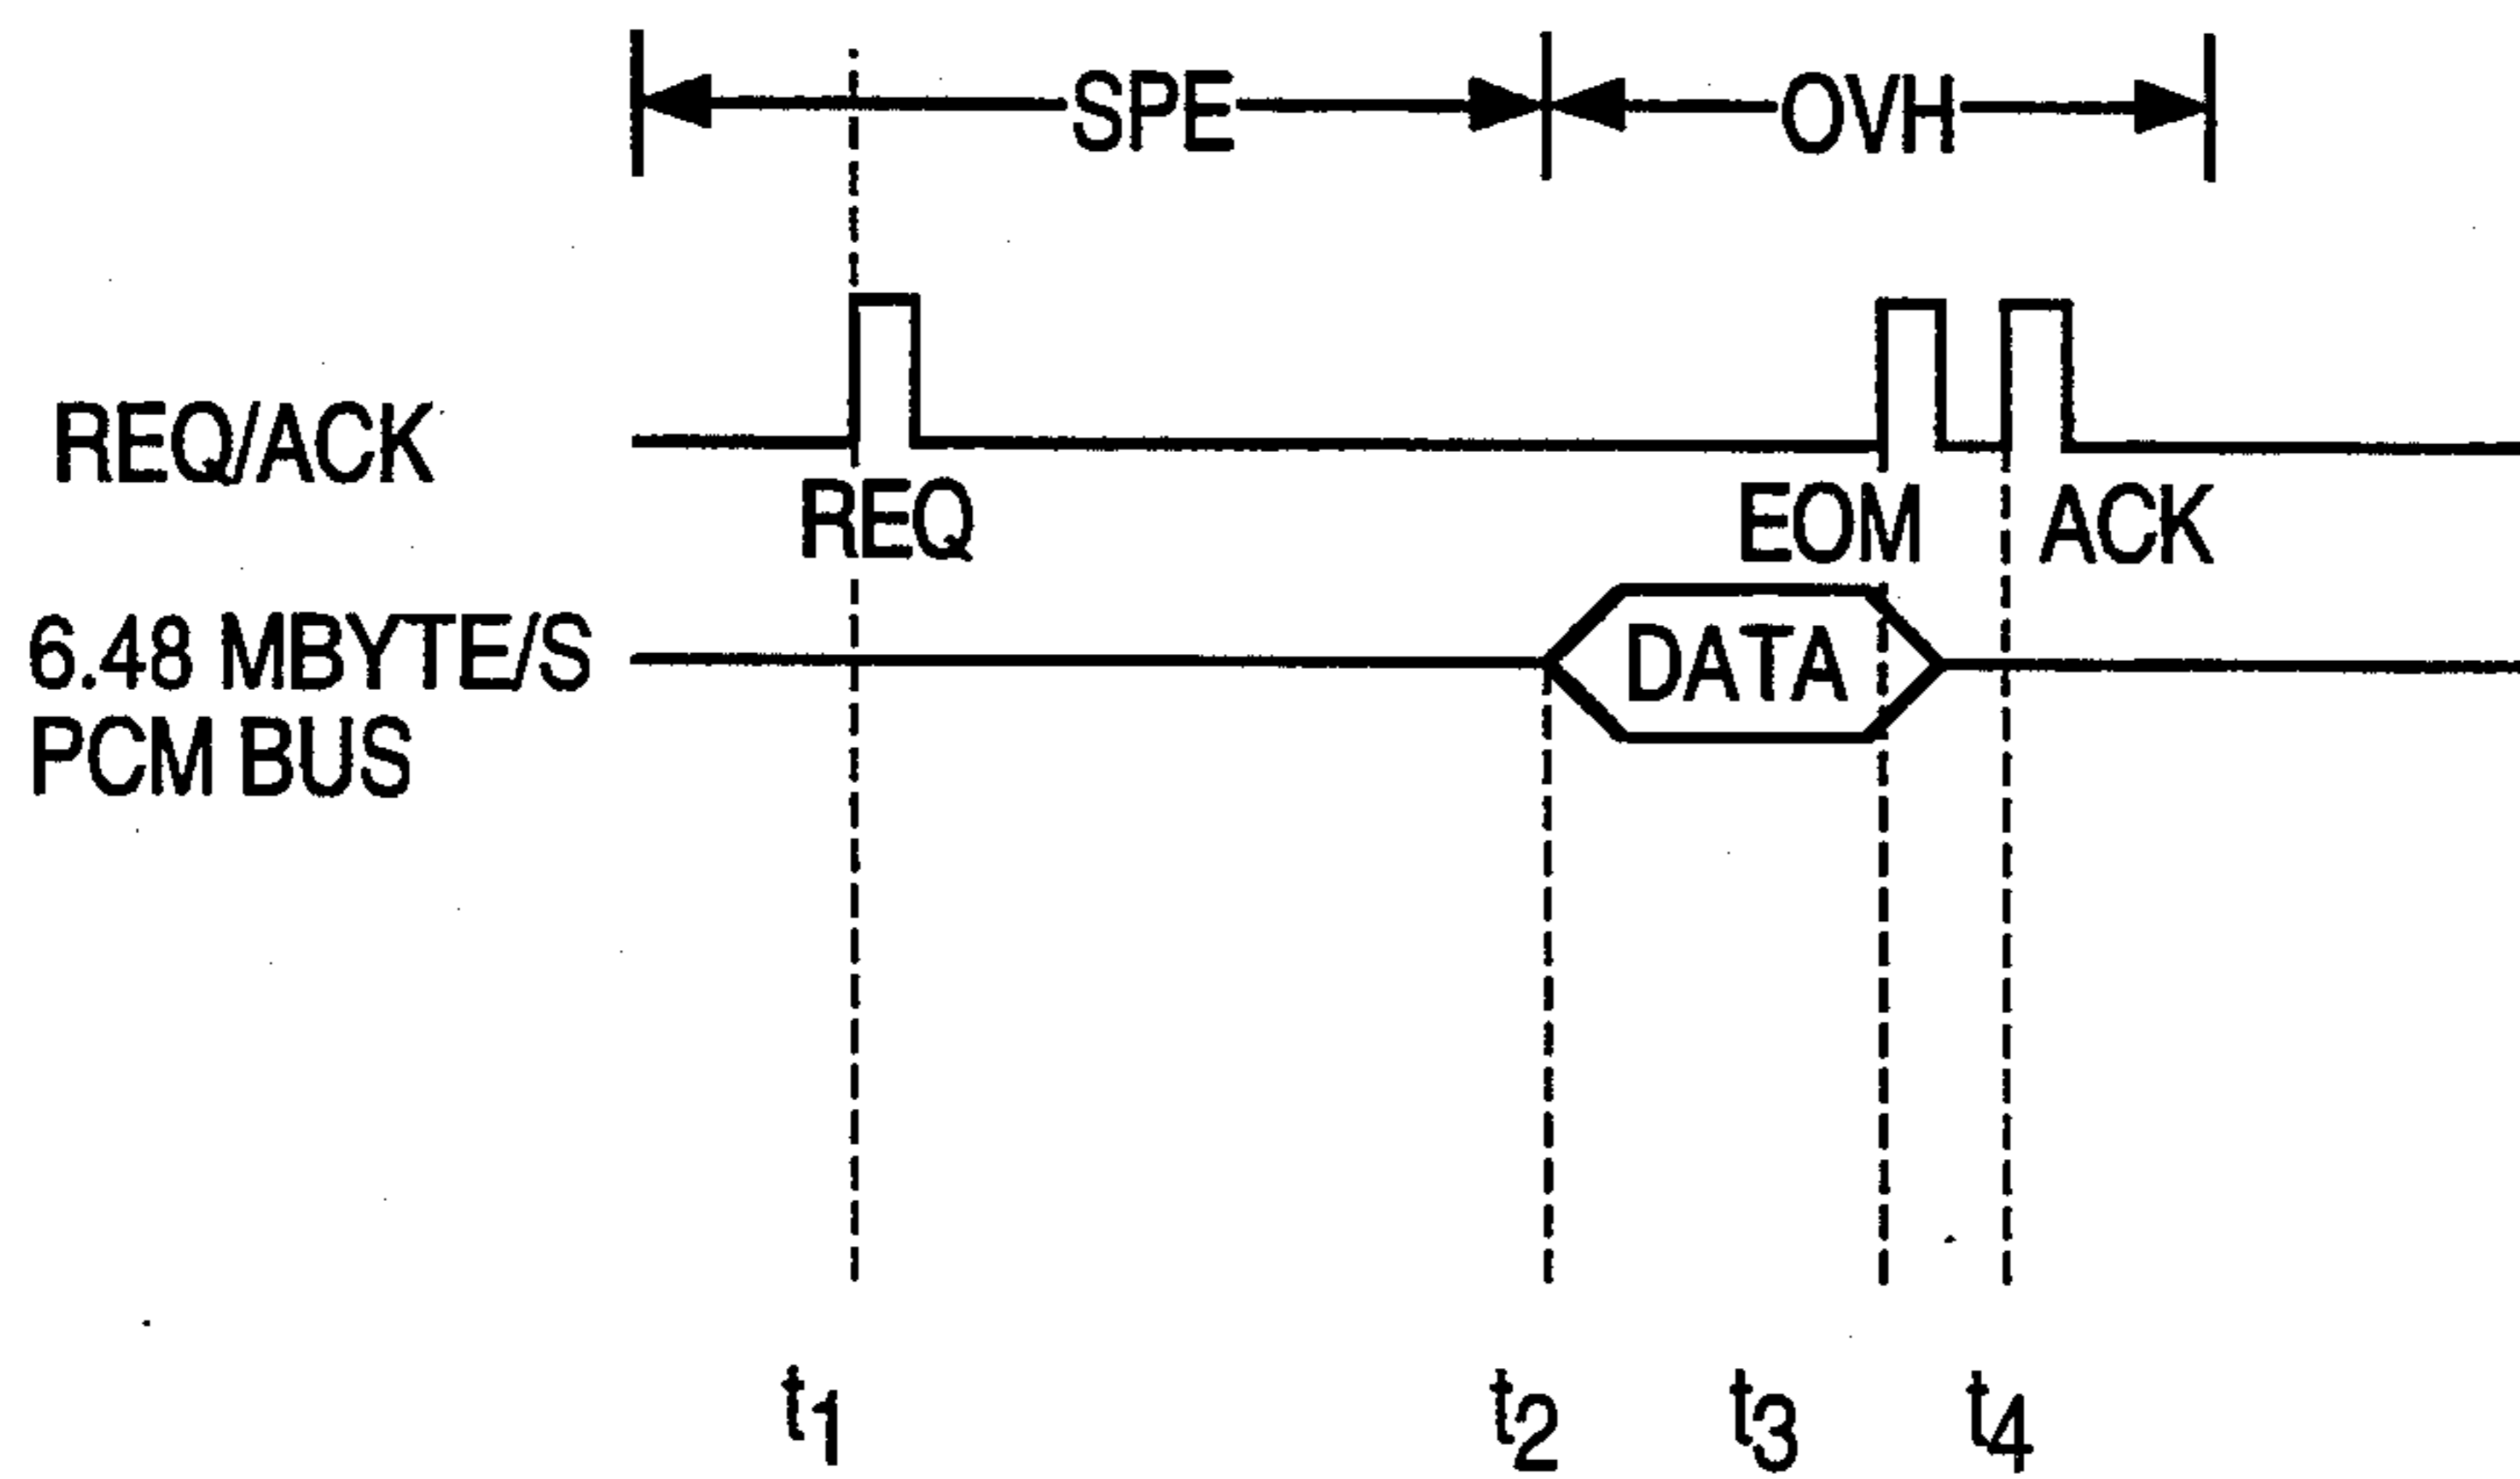 SPE OVH
REQ/ACK
REQ EOM ACK
6.48 MBYTE/S
PCM BUS
DATA
t1 t2 t3 t4